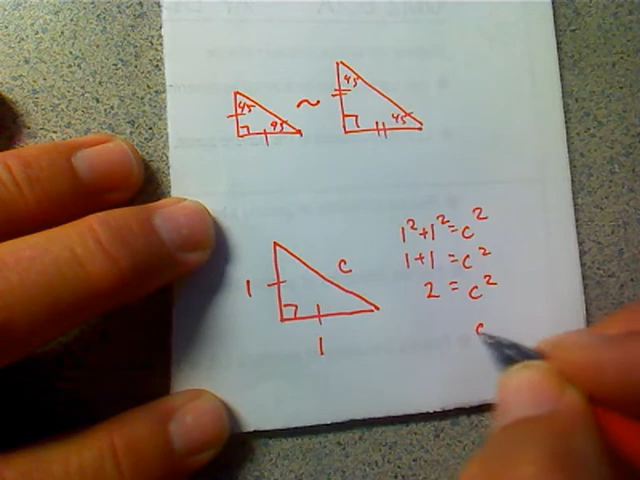 45 45 ~ 45 45
1 c 1
1² + 1² = c²
1 + 1 = c²
2 = c²
c